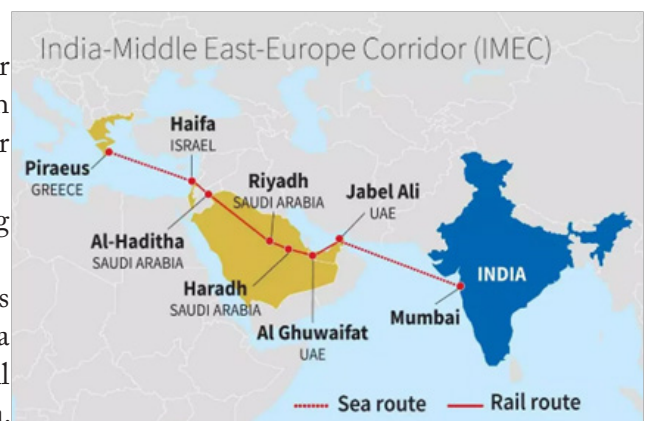 India-Middle East-Europe Corridor (IMEC)
Haifa
ISRAEL
Piraeus
GREECE
Riyadh
SAUDI ARABIA
Jabel Ali
UAE
Al-Haditha
SAUDI ARABIA
Haradh
SAUDI ARABIA
Al Ghuwaifat
UAE
INDIA
Mumbai
Sea route
Rail route